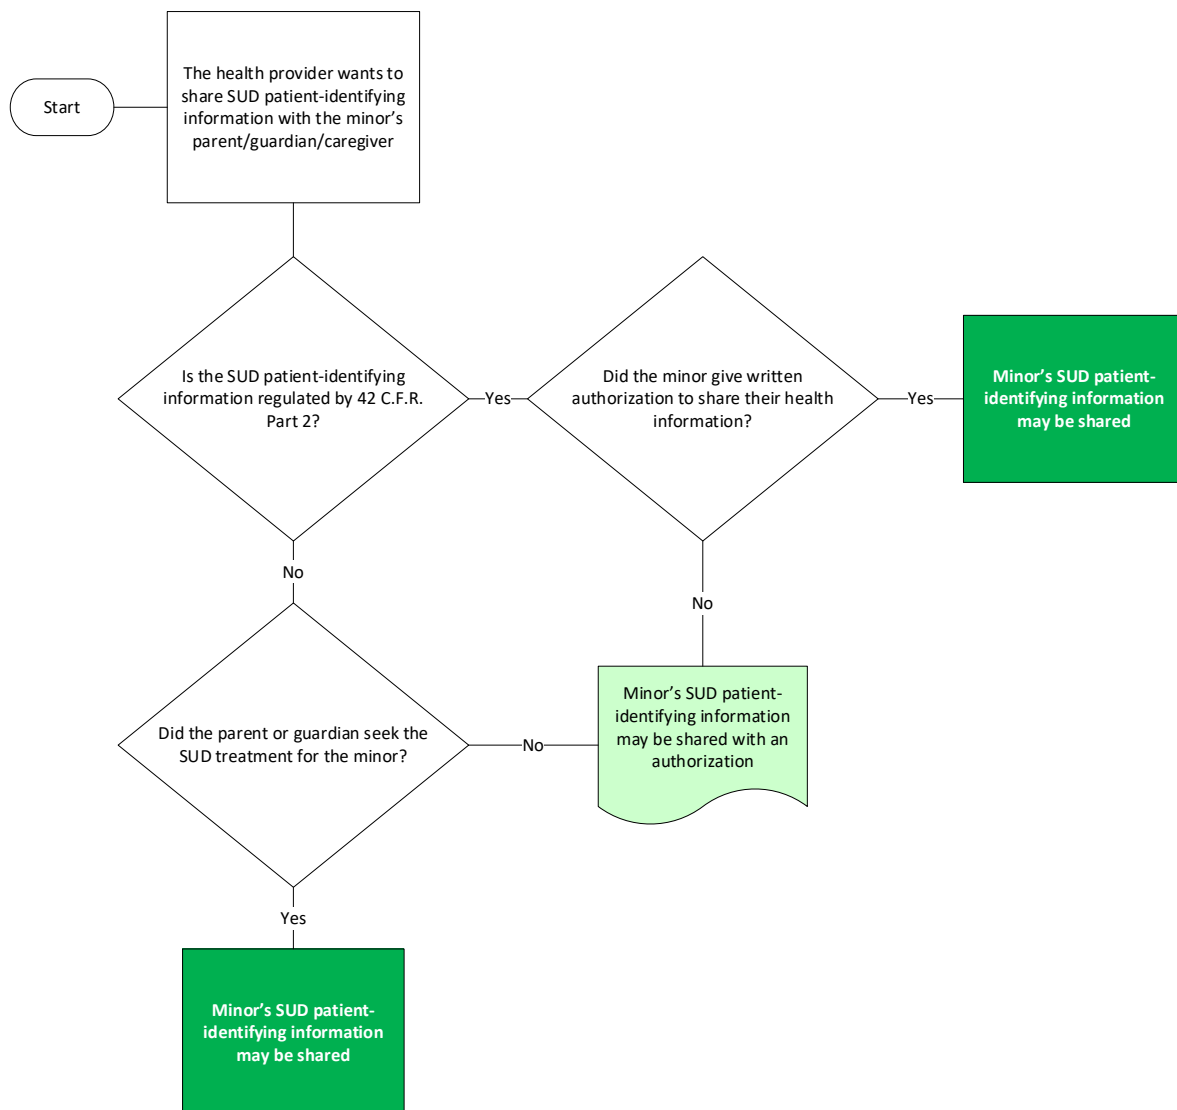 Start
The health provider wants to
share SUD patient-identifying
information with the minor's
parent/guardian/caregiver
Is the SUD patient-identifying
information regulated by 42 C.F.R.
Part 2?
Yes
Did the minor give written
authorization to share their health
information?
Yes
Minor's SUD patient-
identifying information
may be shared
No
No
Did the parent or guardian seek the
SUD treatment for the minor?
No
Minor's SUD patient-
identifying information
may be shared with an
authorization
Yes
Minor's SUD patient-
identifying information
may be shared